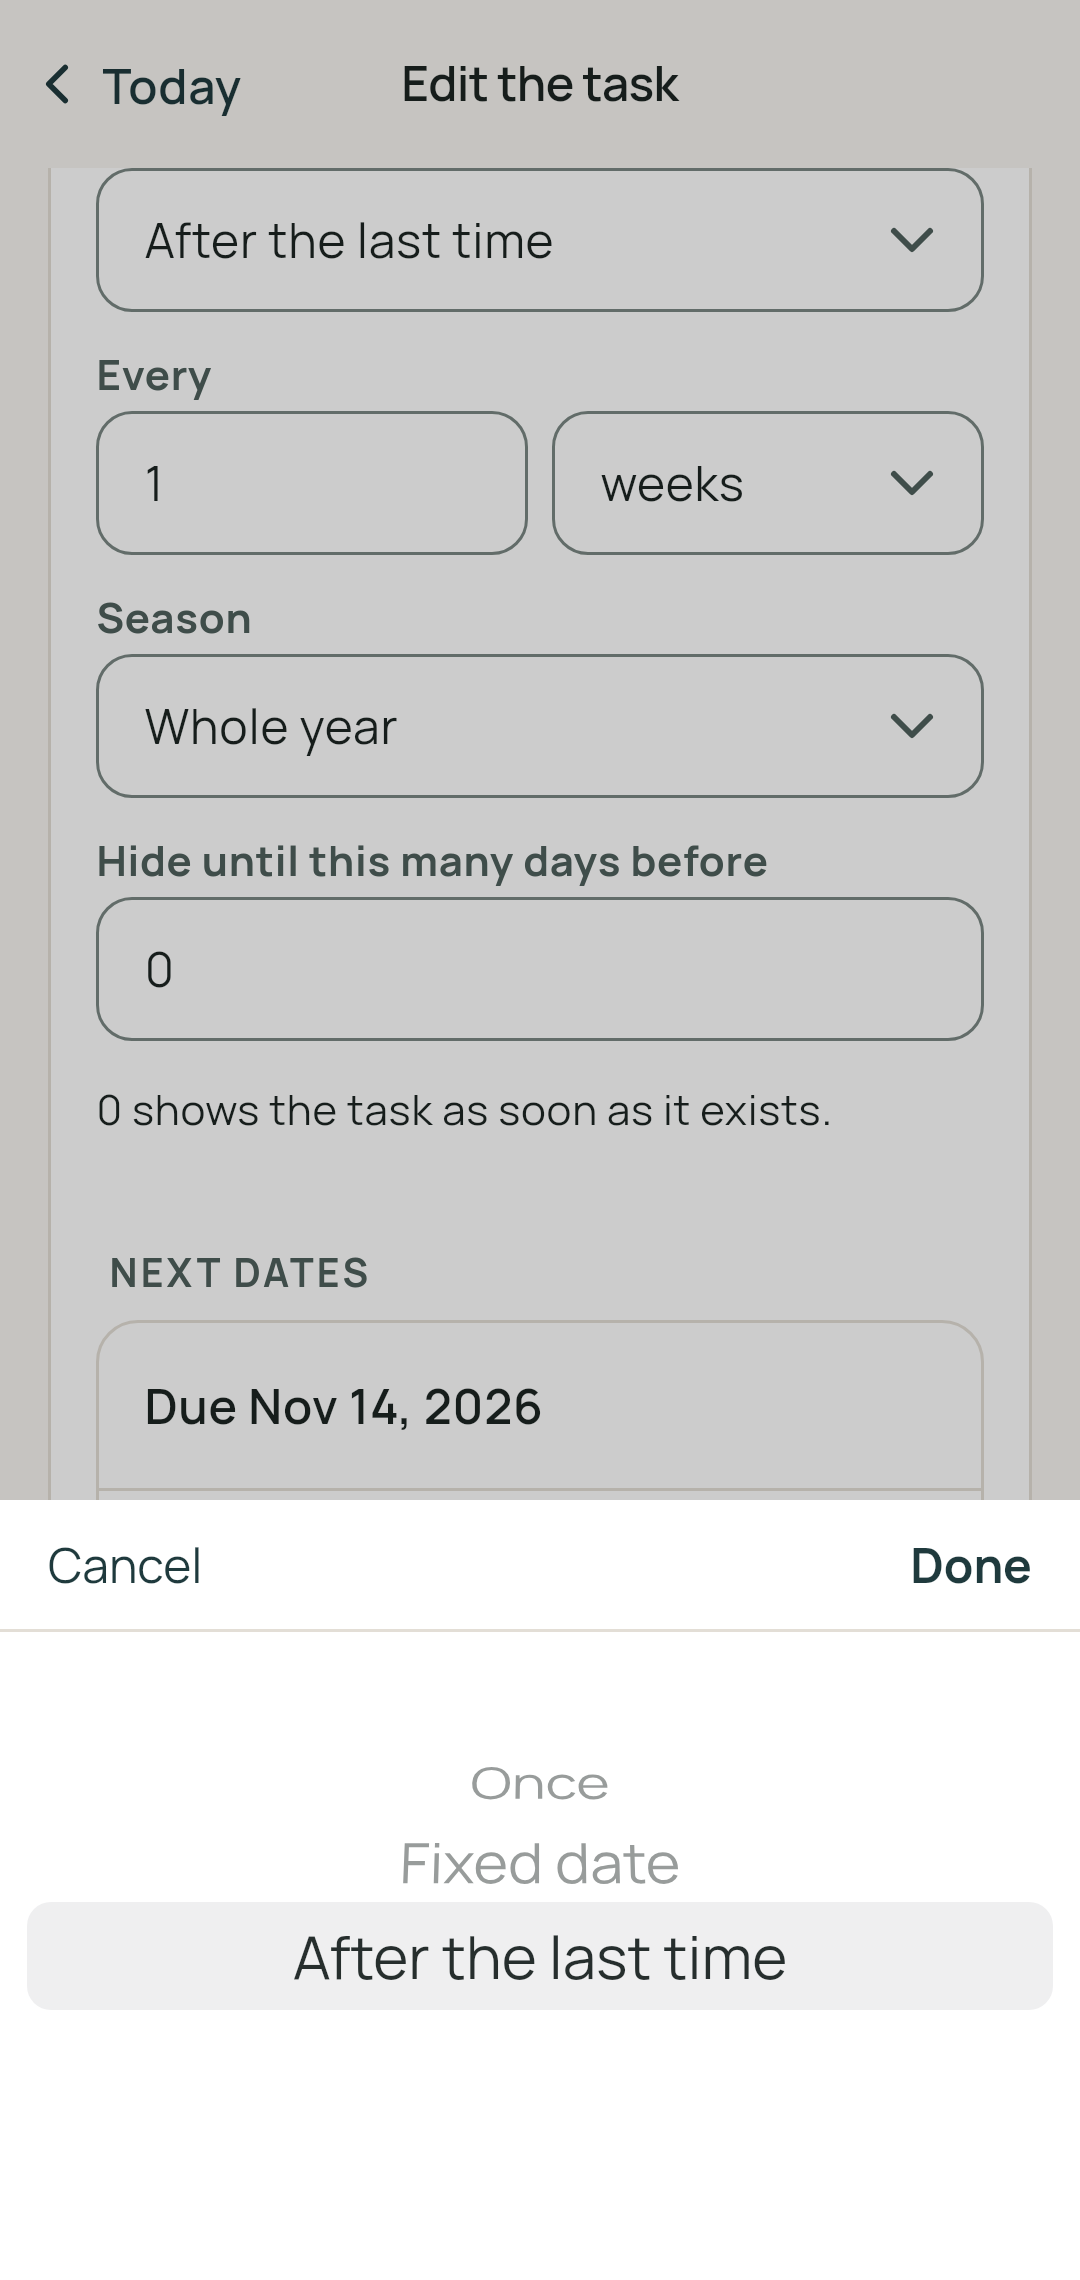 Today
Edit the task
After the last time
Every
1
weeks
Season
Whole year
Hide until this many days before
0
0 shows the task as soon as it exists.
NEXT DATES
Due Nov 14, 2026
Cancel
Done
Once
Fixed date
After the last time